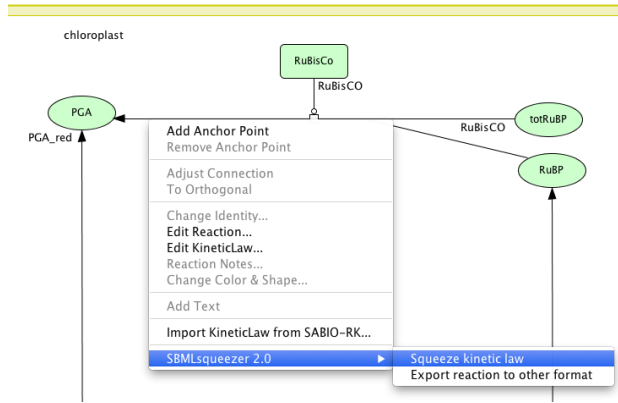 chloroplast
RuBisCo
RuBisCO
PGA
totRuBP
RuBisCO
PGA_red
RuBP
Add Anchor Point
Remove Anchor Point
Adjust Connection
To Orthogonal
Change Identity...
Edit Reaction...
Edit KineticLaw...
Reaction Notes...
Change Color & Shape...
Add Text
Import KineticLaw from SABIO-RK...
SBMLsqueezer 2.0
Squeeze kinetic law
Export reaction to other format